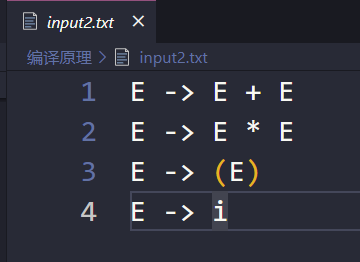 input2.txt
编译原理 > input2.txt
1 E -> E + E
2 E -> E * E
3 E -> (E)
4 E -> i